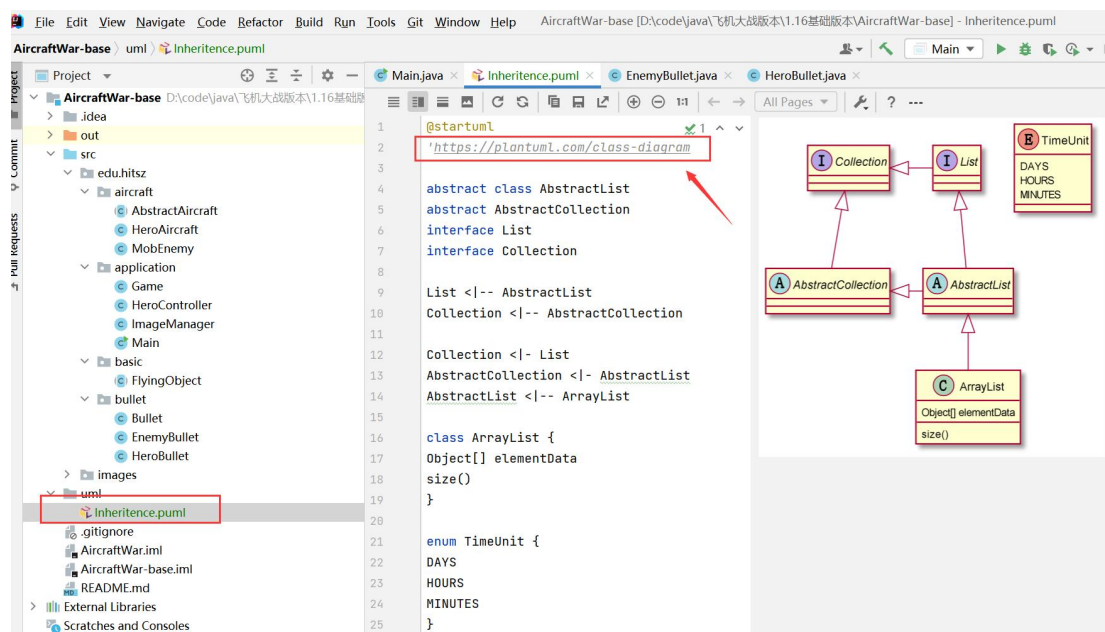 File Edit View Navigate Code Refactor Build Run Tools Git Window Help AircraftWar-base [D:\code\java\飞机大战版本\1.16基础版本\AircraftWar-base] - Inheritence.puml
AircraftWar-base uml Inheritence.puml Main
Project
Main.java Inheritence.puml EnemyBullet.java HeroBullet.java
AircraftWar-base D:\code\java\飞机大战版本\1.16基础版
.idea
out
src
edu.hitsz
aircraft
AbstractAircraft
HeroAircraft
MobEnemy
application
Game
HeroController
ImageManager
Main
basic
FlyingObject
bullet
Bullet
EnemyBullet
HeroBullet
images
uml
Inheritence.puml
.gitignore
AircraftWar.iml
AircraftWar-base.iml
README.md
External Libraries
Scratches and Consoles
Project
Commit
Pull Requests
1:1 All Pages ?
1 @startuml 1
2 'https://plantuml.com/class-diagram
3
4 abstract class AbstractList
5 abstract AbstractCollection
6 interface List
7 interface Collection
8
9 List <|-- AbstractList
10 Collection <|-- AbstractCollection
11
12 Collection <|- List
13 AbstractCollection <|- AbstractList
14 AbstractList <|-- ArrayList
15
16 class ArrayList {
17 Object[] elementData
18 size()
19 }
20
21 enum TimeUnit {
22 DAYS
23 HOURS
24 MINUTES
25 }
I Collection
I List
E TimeUnit
DAYS
HOURS
MINUTES
A AbstractCollection
A AbstractList
C ArrayList
Object[] elementData
size()